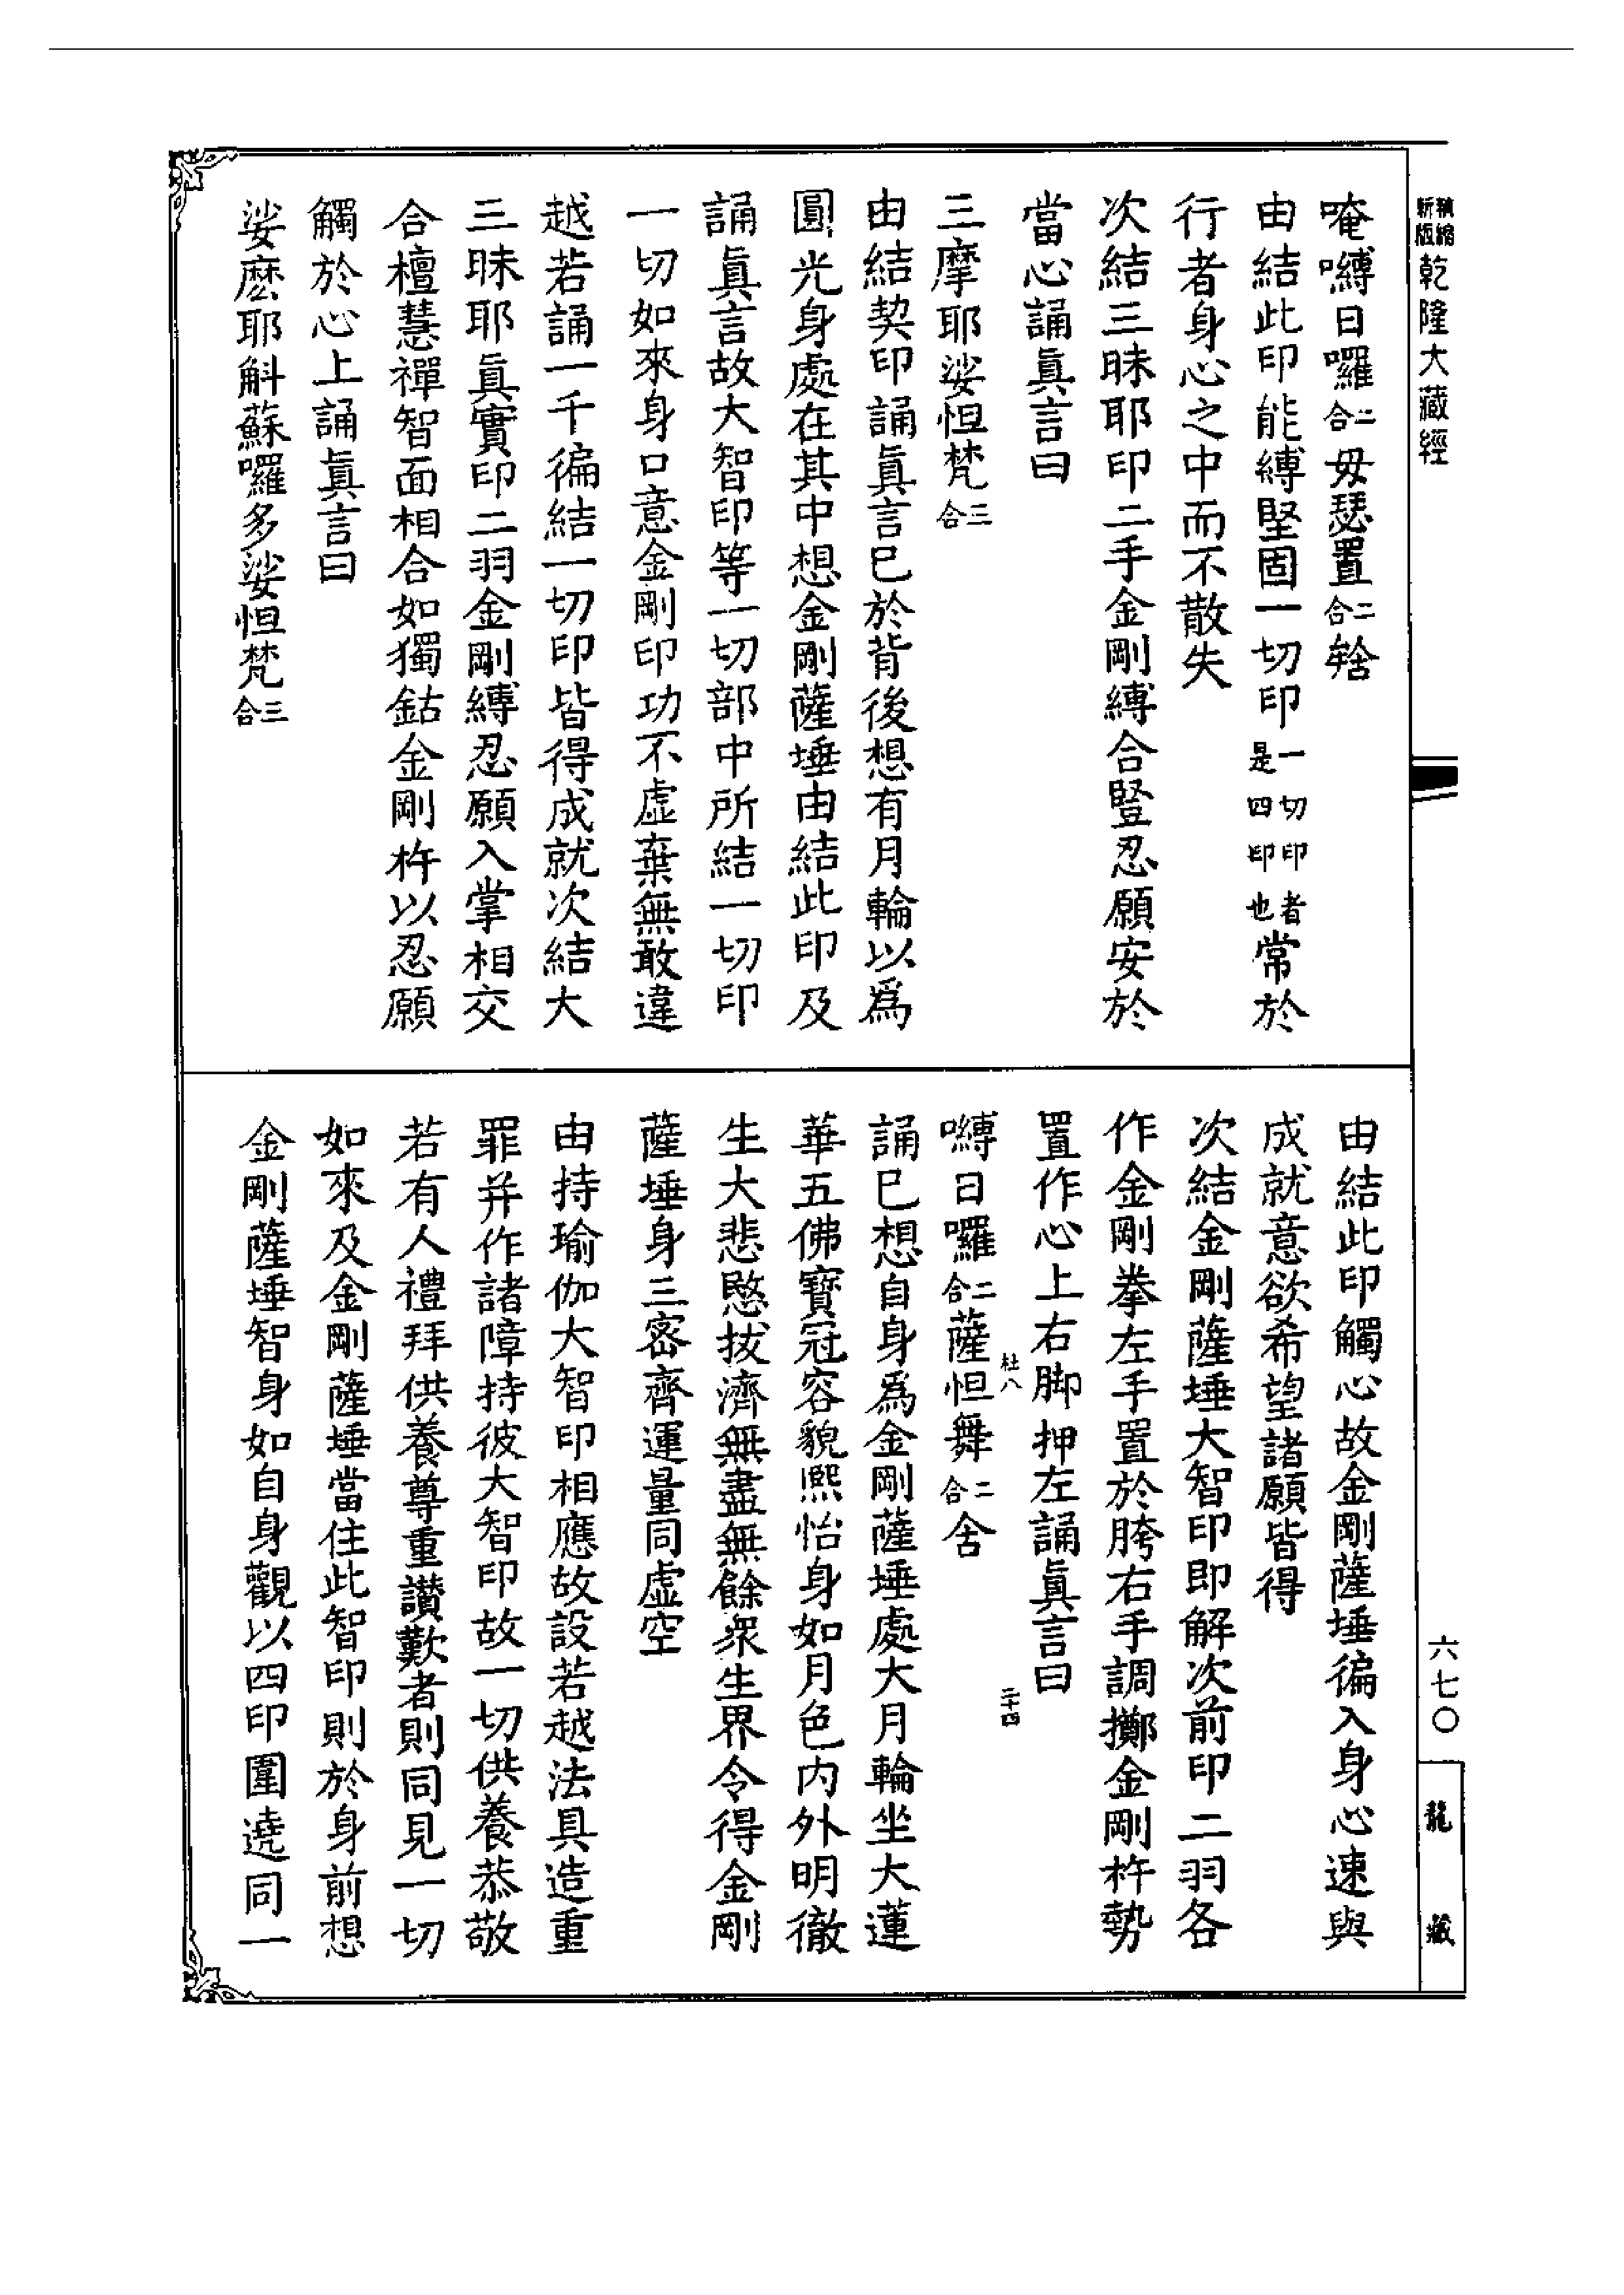 精縮新版乾隆大藏經
唵嚩日囉二合毋瑟置二合䭾
由結此印能縛堅固一切印一切印者是四印也常於
行者身心之中而不散失
次結三昧耶印二手金剛縛合豎忍願安於
當心誦眞言曰
三摩耶娑怛梵三合
由結契印誦眞言已於背後想有月輪以爲
圓光身處在其中想金剛薩埵由結此印及
誦眞言故大智印等一切部中所結一切印
一切如來身口意金剛印功不虛棄無敢違
越若誦一千徧結一切印皆得成就次結大
三昧耶眞實印二羽金剛縛忍願入掌相交
合檀慧禪智面相合如獨鈷金剛杵以忍願
觸於心上誦眞言曰
娑麽耶斛蘇囉多娑怛梵三合
由結此印觸心故金剛薩埵徧入身心速與
成就意欲希望諸願皆得
次結金剛薩埵大智印即解次前印二羽各
作金剛拳左手置於胯右手調擲金剛杵勢
置作心上右脚押左誦眞言曰
杜八
二十四
嚩日囉二合薩怛舞二合含
誦已想自身爲金剛薩埵處大月輪坐大蓮
華五佛寶冠容貌熙怡身如月色內外明徹
生大悲愍拔濟無盡無餘衆生界令得金剛
薩埵身三密齊運量同虛空
由持瑜伽大智印相應故設若越法具造重
罪并作諸障持彼大智印故一切供養恭敬
若有人禮拜供養尊重讃歎者則同見一切
如來及金剛薩埵當住此智印則於身前想
金剛薩埵智身如自身觀以四印圍遶同一
六七〇
龍藏